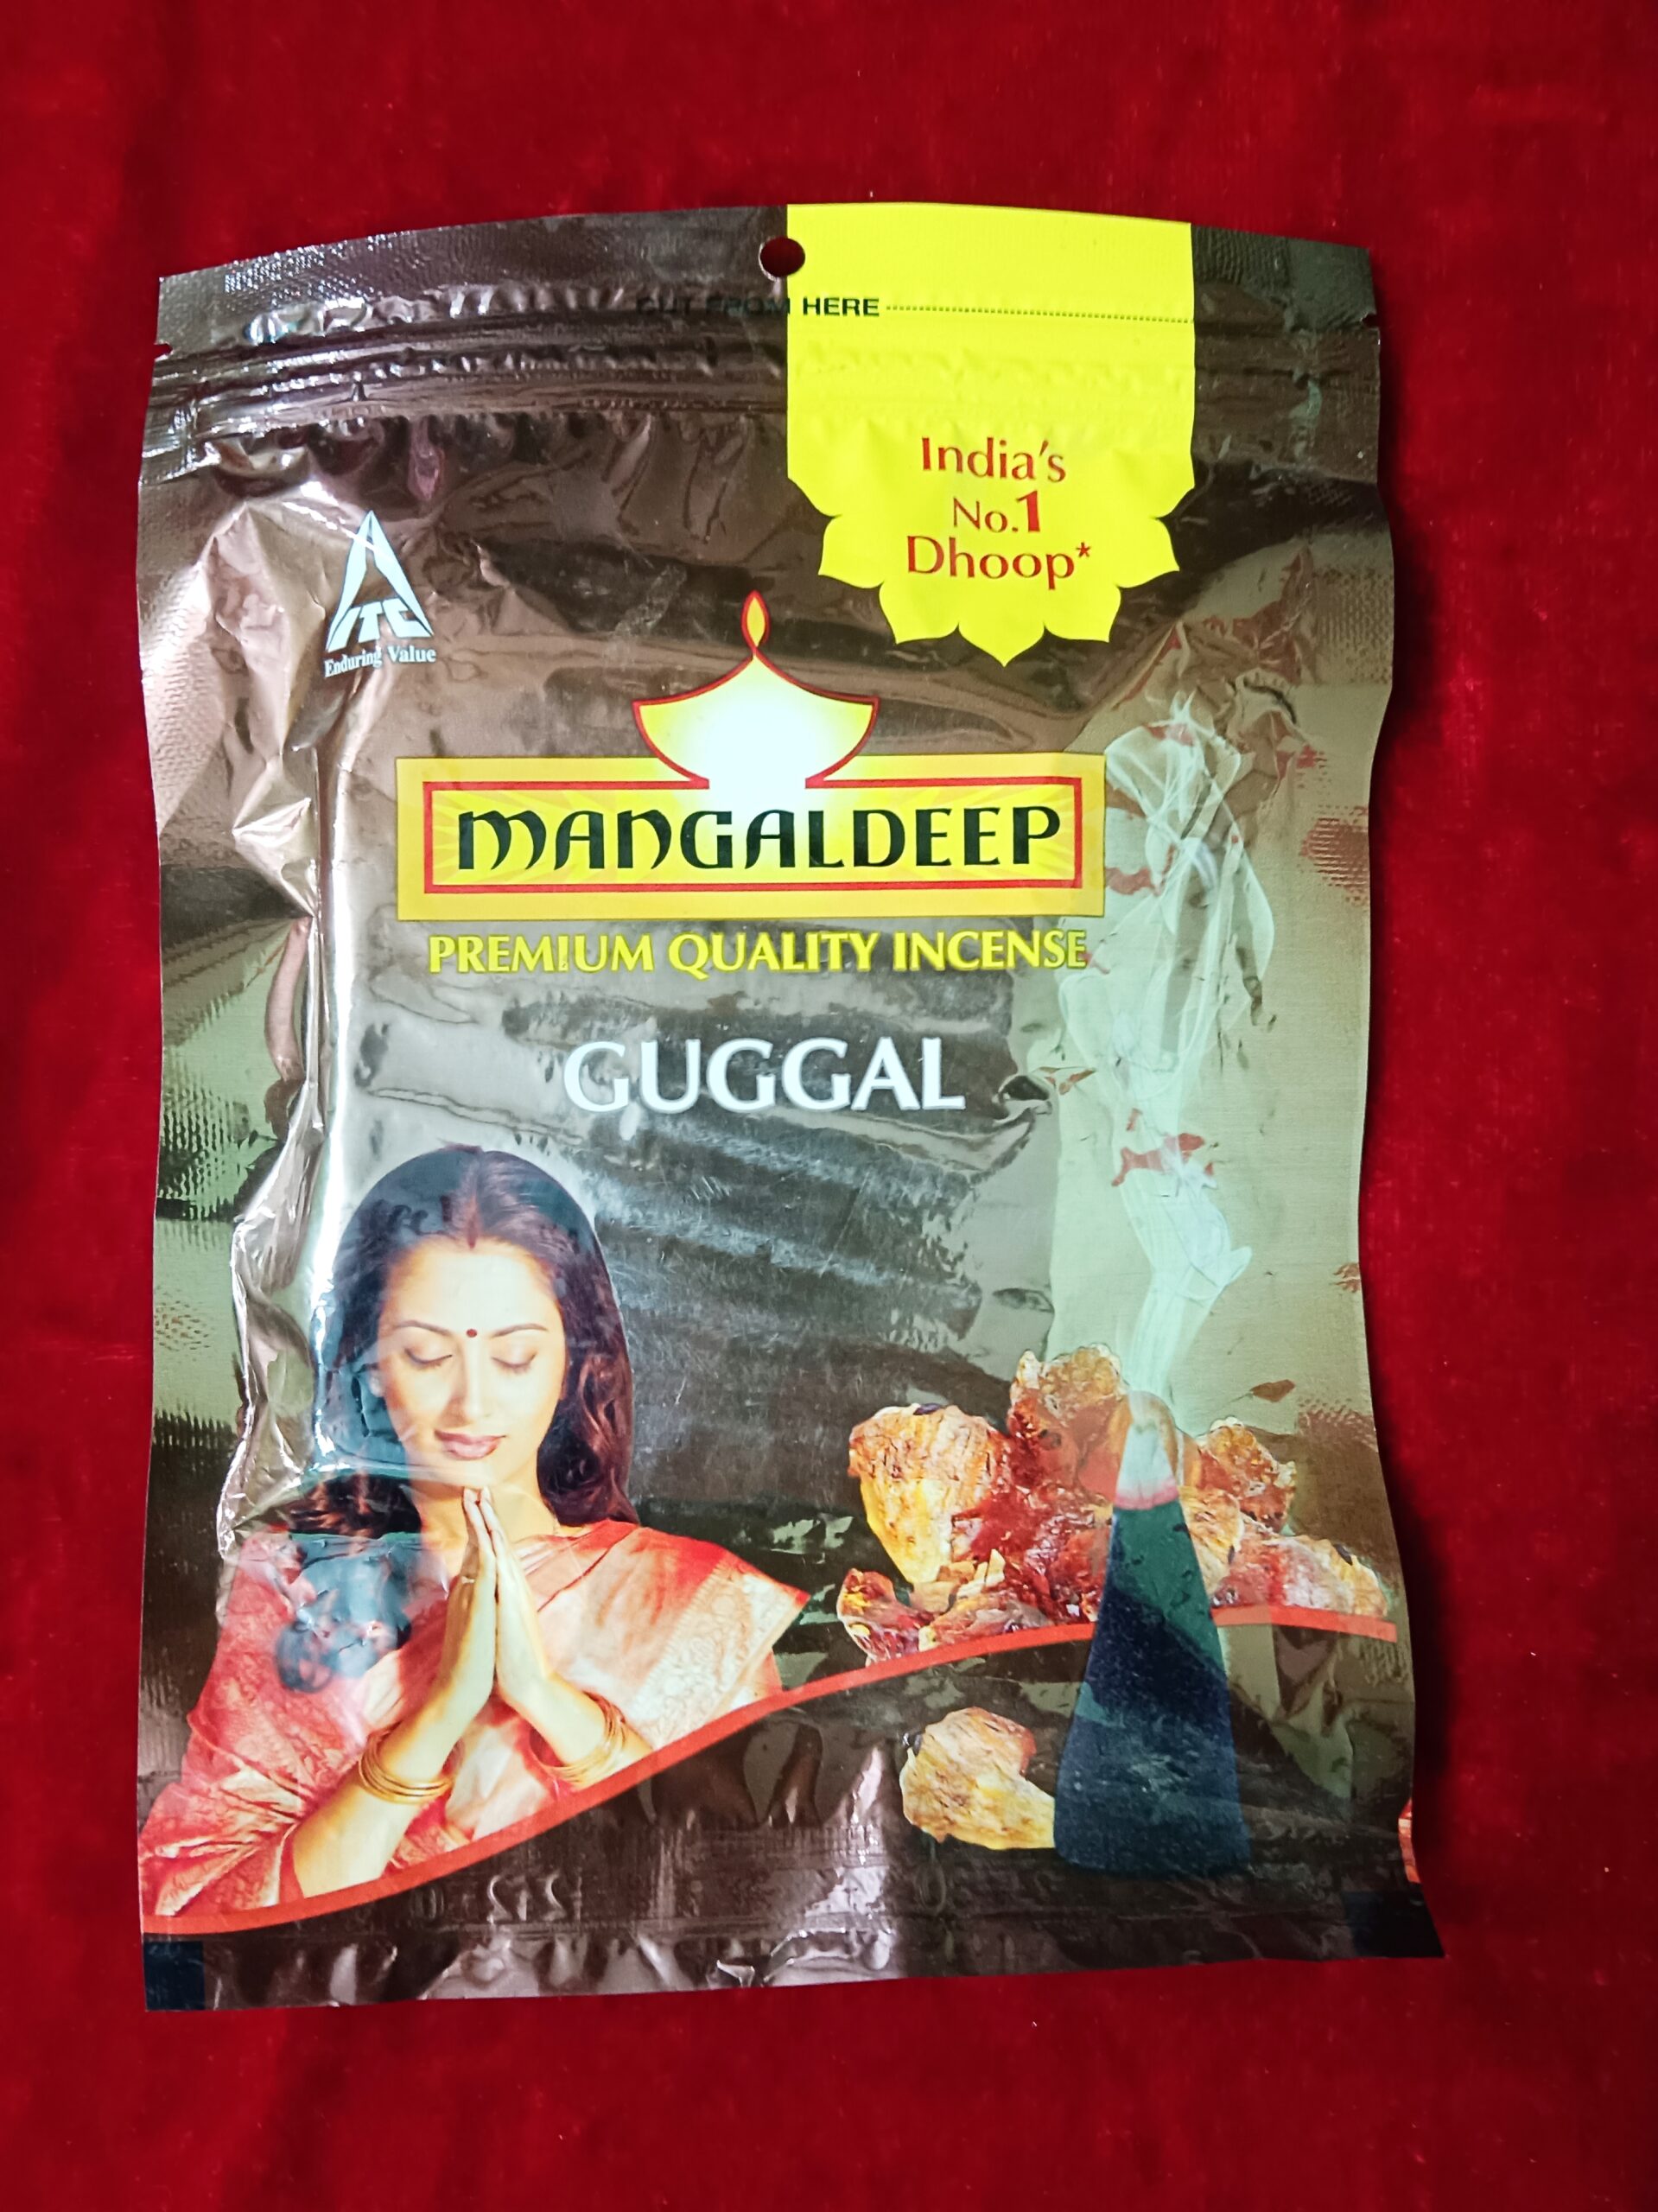 CUT FROM HERE
India's
No.1
Dhoop*
ITC
Enduring Value
MANGALDEEP
PREMIUM QUALITY INCENSE
GUGGAL